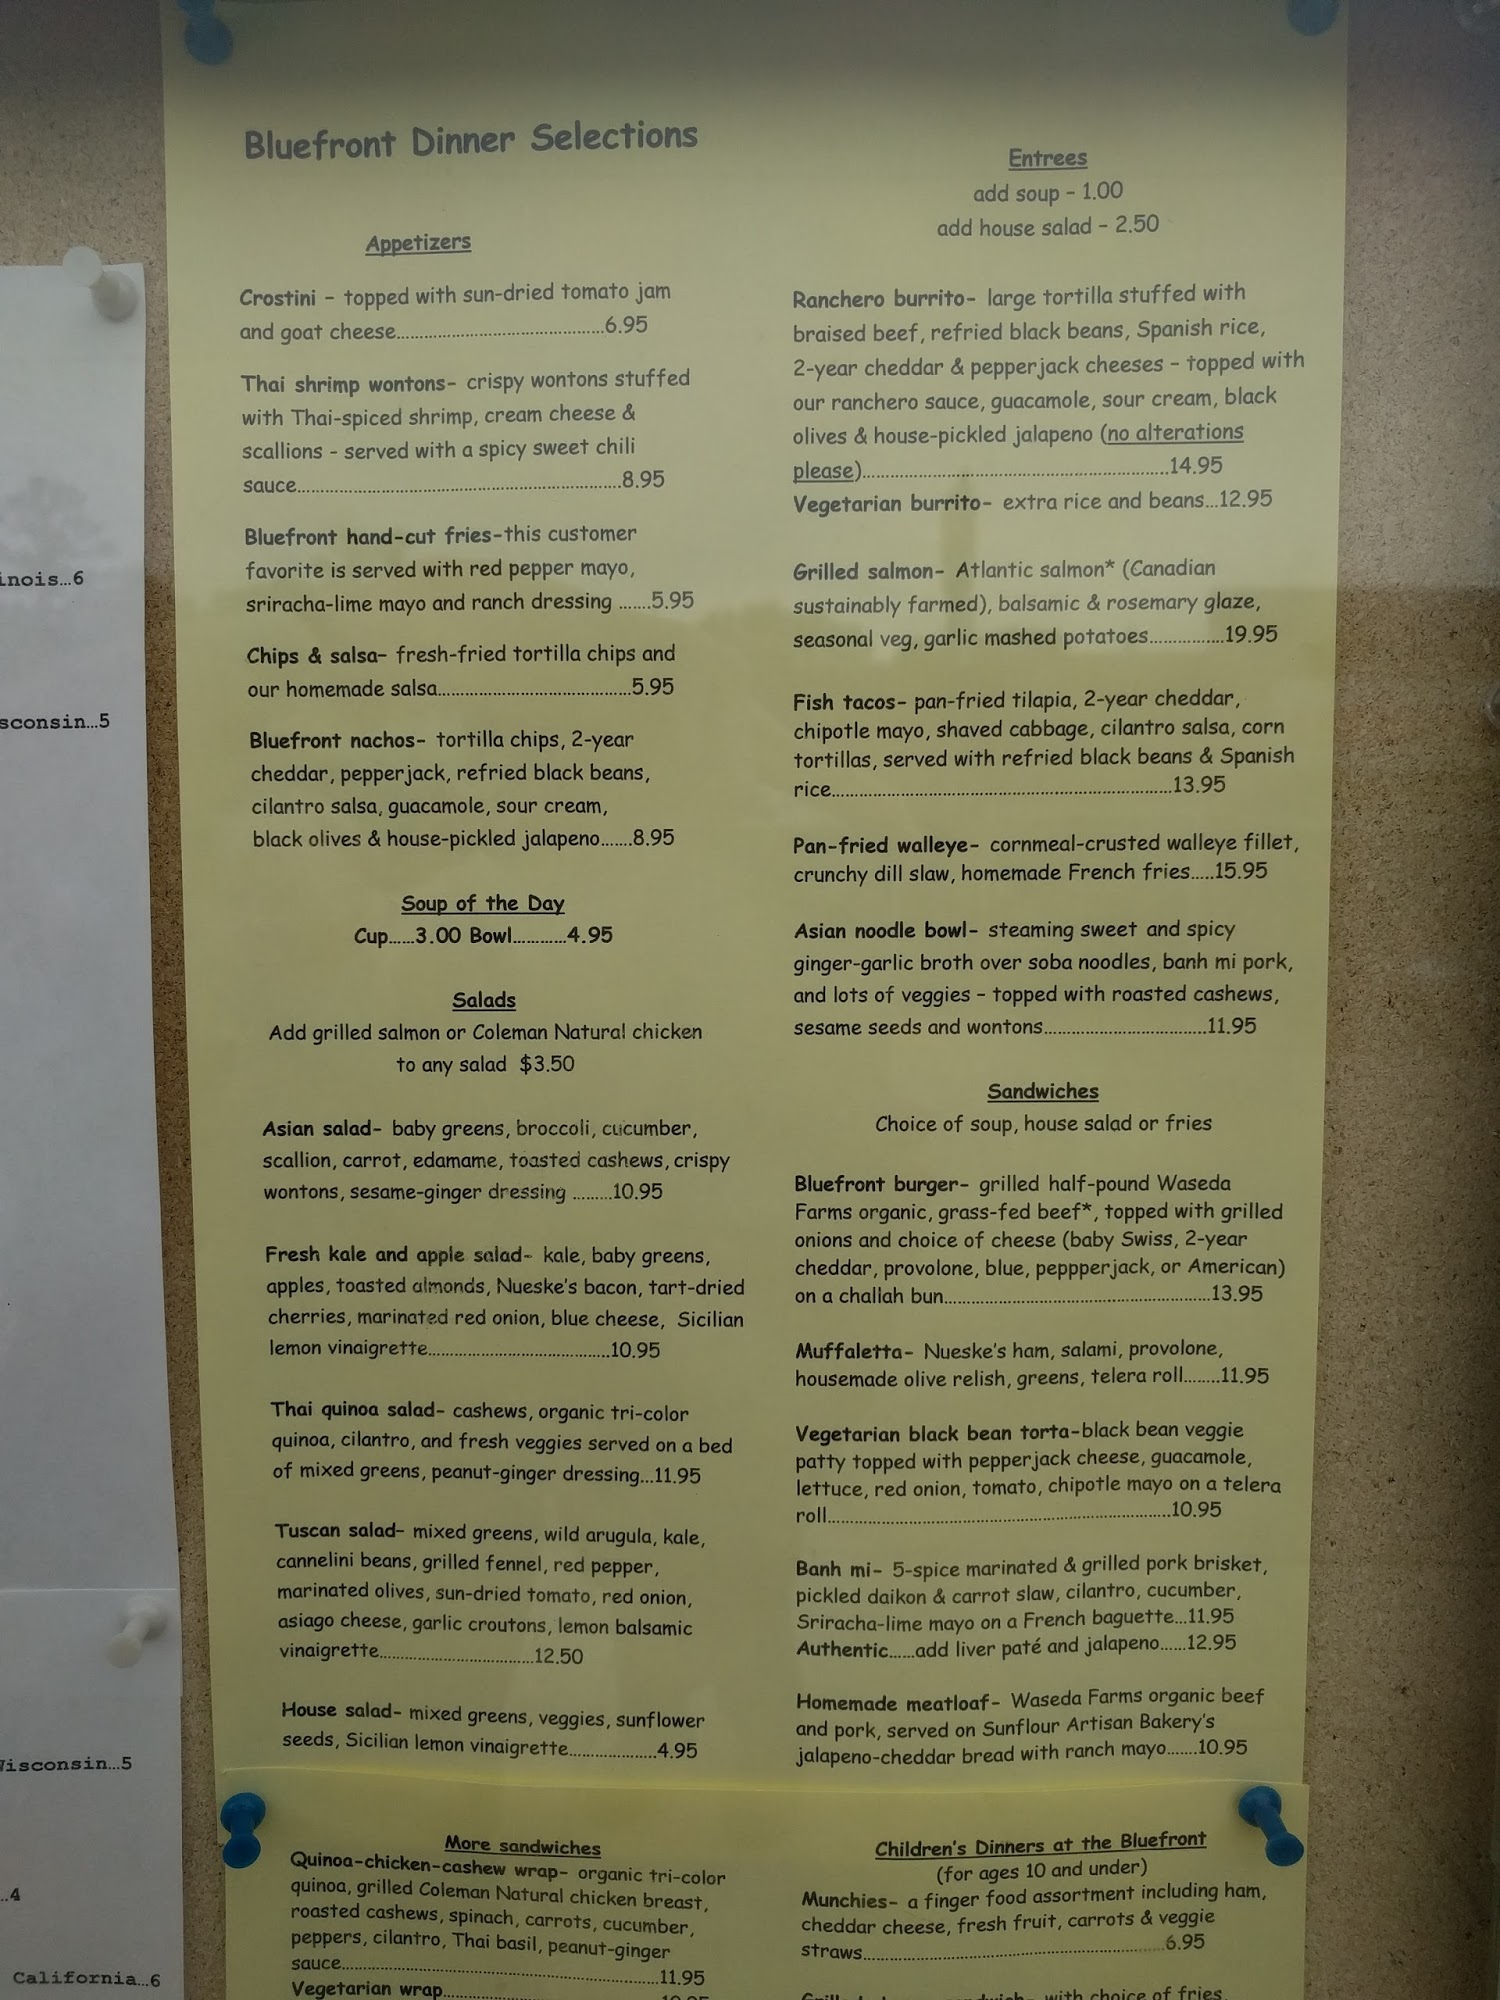 Bluefront Dinner Selections
Appetizers
Crostini – topped with sun-dried tomato jam
and goat cheese.......................................6.95
Thai shrimp wontons– crispy wontons stuffed
with Thai-spiced shrimp, cream cheese &
scallions - served with a spicy sweet chili
sauce............................................................8.95
Bluefront hand-cut fries–this customer
favorite is served with red pepper mayo,
sriracha-lime mayo and ranch dressing .......5.95
Chips & salsa– fresh-fried tortilla chips and
our homemade salsa....................................5.95
Bluefront nachos– tortilla chips, 2-year
cheddar, pepperjack, refried black beans,
cilantro salsa, guacamole, sour cream,
black olives & house-pickled jalapeno.......8.95
Soup of the Day
Cup......3.00 Bowl............4.95
Salads
Add grilled salmon or Coleman Natural chicken
to any salad $3.50
Asian salad– baby greens, broccoli, cucumber,
scallion, carrot, edamame, toasted cashews, crispy
wontons, sesame-ginger dressing .........10.95
Fresh kale and apple salad– kale, baby greens,
apples, toasted almonds, Nueske's bacon, tart-dried
cherries, marinated red onion, blue cheese, Sicilian
lemon vinaigrette........................................10.95
Thai quinoa salad– cashews, organic tri-color
quinoa, cilantro, and fresh veggies served on a bed
of mixed greens, peanut-ginger dressing...11.95
Tuscan salad– mixed greens, wild arugula, kale,
cannelini beans, grilled fennel, red pepper,
marinated olives, sun-dried tomato, red onion,
asiago cheese, garlic croutons, lemon balsamic
vinaigrette..................................12.50
House salad– mixed greens, veggies, sunflower
seeds, Sicilian lemon vinaigrette...................4.95
Entrees
add soup – 1.00
add house salad – 2.50
Ranchero burrito– large tortilla stuffed with
braised beef, refried black beans, Spanish rice,
2-year cheddar & pepperjack cheeses – topped with
our ranchero sauce, guacamole, sour cream, black
olives & house-pickled jalapeno (no alterations
please)..........................................................14.95
Vegetarian burrito– extra rice and beans...12.95
Grilled salmon– Atlantic salmon* (Canadian
sustainably farmed), balsamic & rosemary glaze,
seasonal veg, garlic mashed potatoes................19.95
Fish tacos– pan-fried tilapia, 2-year cheddar,
chipotle mayo, shaved cabbage, cilantro salsa, corn
tortillas, served with refried black beans & Spanish
rice................................................................13.95
Pan-fried walleye– cornmeal-crusted walleye fillet,
crunchy dill slaw, homemade French fries.....15.95
Asian noodle bowl– steaming sweet and spicy
ginger-garlic broth over soba noodles, banh mi pork,
and lots of veggies – topped with roasted cashews,
sesame seeds and wontons...................................11.95
Sandwiches
Choice of soup, house salad or fries
Bluefront burger– grilled half-pound Waseda
Farms organic, grass-fed beef*, topped with grilled
onions and choice of cheese (baby Swiss, 2-year
cheddar, provolone, blue, peppperjack, or American)
on a challah bun.........................................................13.95
Muffaletta– Nueske's ham, salami, provolone,
housemade olive relish, greens, telera roll........11.95
Vegetarian black bean torta–black bean veggie
patty topped with pepperjack cheese, guacamole,
lettuce, red onion, tomato, chipotle mayo on a telera
roll.........................................................................10.95
Banh mi– 5-spice marinated & grilled pork brisket,
pickled daikon & carrot slaw, cilantro, cucumber,
Sriracha-lime mayo on a French baguette...11.95
Authentic......add liver paté and jalapeno......12.95
Homemade meatloaf– Waseda Farms organic beef
and pork, served on Sunflour Artisan Bakery's
jalapeno-cheddar bread with ranch mayo.......10.95
More sandwiches
Quinoa-chicken-cashew wrap– organic tri-color
quinoa, grilled Coleman Natural chicken breast,
roasted cashews, spinach, carrots, cucumber,
peppers, cilantro, Thai basil, peanut-ginger
sauce....................................................................11.95
Vegetarian wrap
Children's Dinners at the Bluefront
(for ages 10 and under)
Munchies– a finger food assortment including ham,
cheddar cheese, fresh fruit, carrots & veggie
straws................................................................6.95
with choice of fries,
inois…6
sconsin…5
Wisconsin…5
…4
California…6